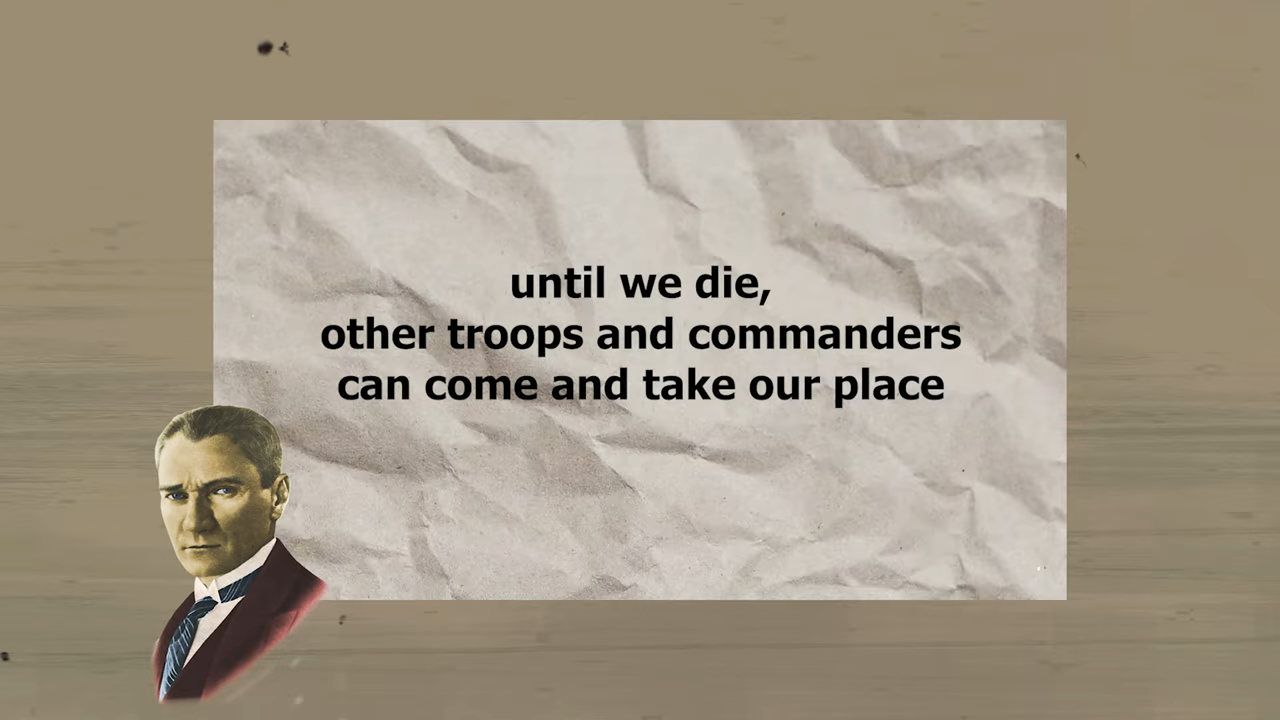 until we die,
other troops and commanders
can come and take our place